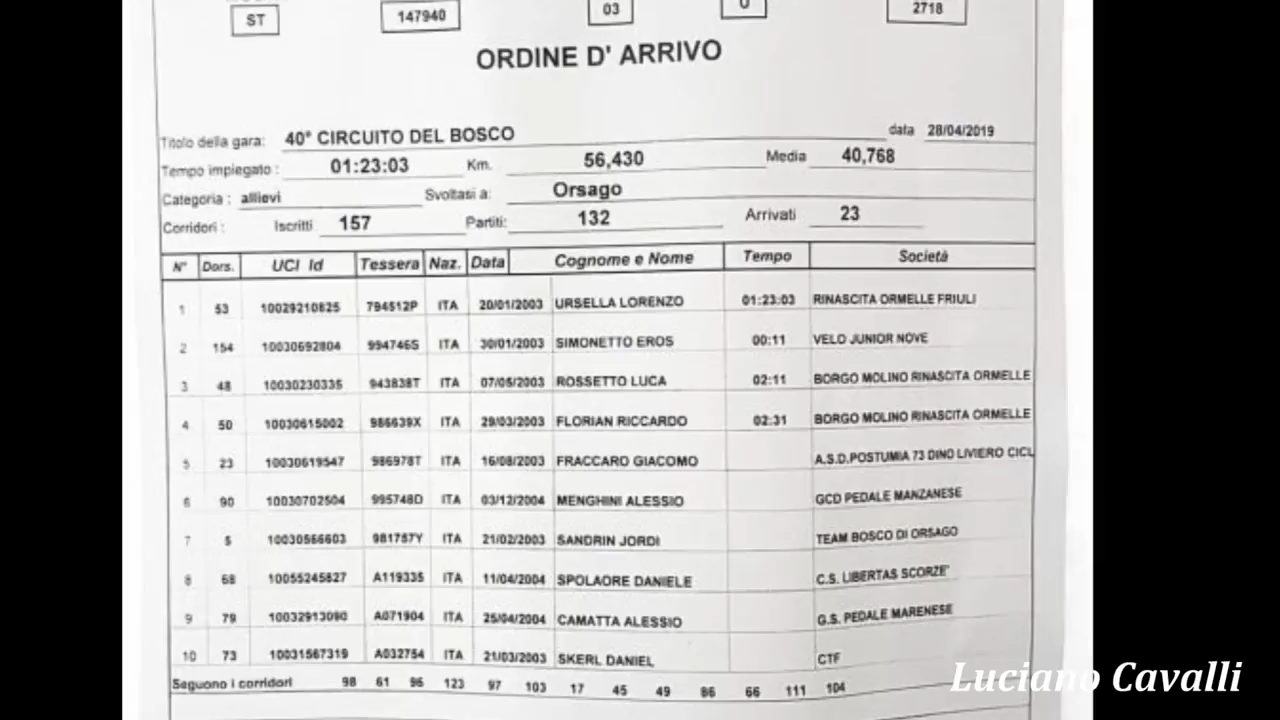 ST 147940 03 2718
ORDINE D' ARRIVO
Titolo della gara: 40° CIRCUITO DEL BOSCO data 28/04/2019
Tempo impiegato : 01:23:03 Km. 56,430 Media 40,768
Categoria : allievi Svoltasi a: Orsago
Corridori : Iscritti 157 Partiti: 132 Arrivati 23
N° Dors. UCI Id Tessera Naz. Data Cognome e Nome Tempo Società
1 53 10029210825 794512P ITA 20/01/2003 URSELLA LORENZO 01:23:03 RINASCITA ORMELLE FRIULI
2 154 10030692804 994746S ITA 30/01/2003 SIMONETTO EROS 00:11 VELO JUNIOR NOVE
3 48 10030230335 943838T ITA 07/05/2003 ROSSETTO LUCA 02:11 BORGO MOLINO RINASCITA ORMELLE
4 50 10030615002 986639X ITA 29/03/2003 FLORIAN RICCARDO 02:31 BORGO MOLINO RINASCITA ORMELLE
5 23 10030619547 986978T ITA 16/08/2003 FRACCARO GIACOMO A.S.D.POSTUMIA 73 DINO LIVIERO CICL
6 90 10030702504 995748D ITA 03/12/2004 MENGHINI ALESSIO GCD PEDALE MANZANESE
7 5 10030566603 981757Y ITA 21/02/2003 SANDRIN JORDI TEAM BOSCO DI ORSAGO
8 68 10055245827 A119335 ITA 11/04/2004 SPOLAORE DANIELE C.S. LIBERTAS SCORZE'
9 79 10032913090 A071904 ITA 25/04/2004 CAMATTA ALESSIO G.S. PEDALE MARENESE
10 73 10031567319 A032754 ITA 21/03/2003 SKERL DANIEL CTF
Seguono i corridori 98 61 96 123 97 103 17 45 49 86 66 111 104
Luciano Cavalli